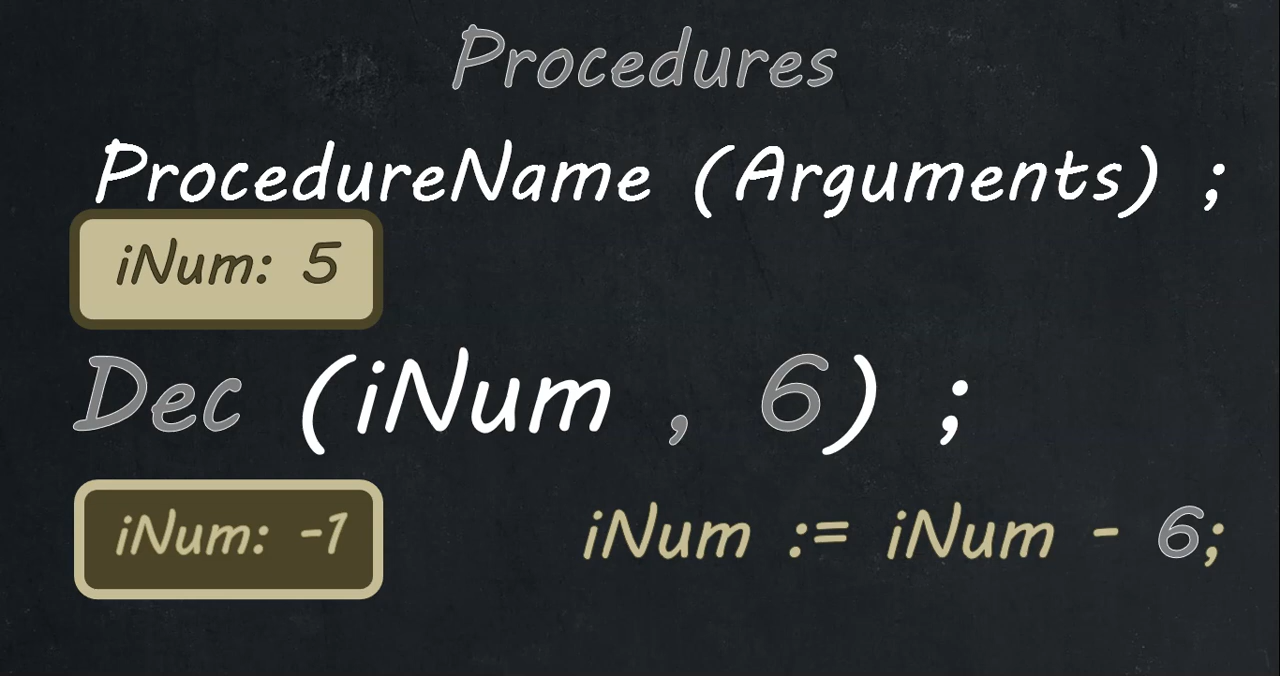 Procedures
ProcedureName (Arguments) ;
iNum: 5
Dec (iNum , 6) ;
iNum: -1
iNum := iNum - 6;